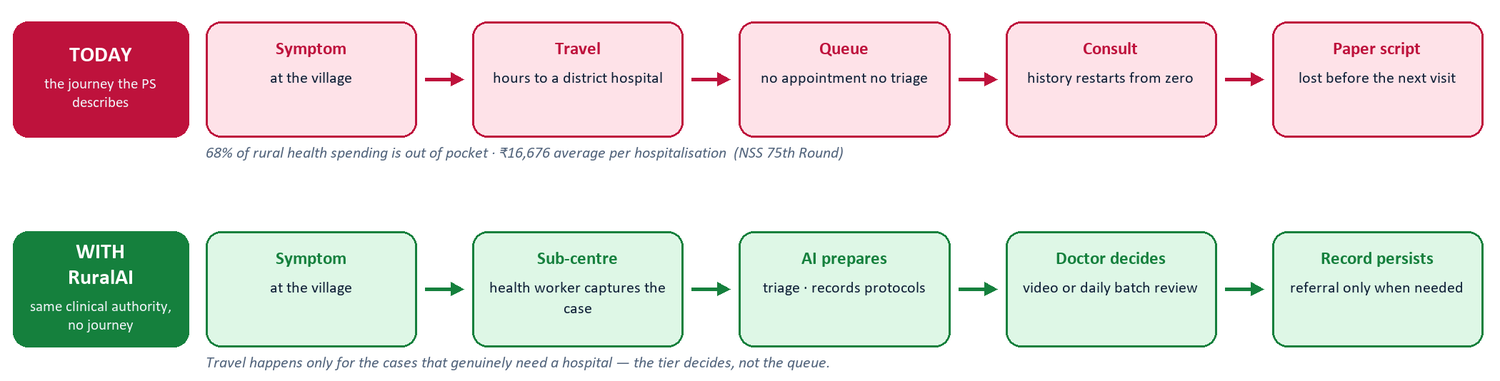 TODAY
the journey the PS
describes
Symptom
at the village
Travel
hours to a district hospital
Queue
no appointment no triage
Consult
history restarts from zero
Paper script
lost before the next visit
68% of rural health spending is out of pocket · ₹16,676 average per hospitalisation (NSS 75th Round)
WITH
RuralAI
same clinical authority,
no journey
Symptom
at the village
Sub-centre
health worker captures the
case
AI prepares
triage · records protocols
Doctor decides
video or daily batch review
Record persists
referral only when needed
Travel happens only for the cases that genuinely need a hospital — the tier decides, not the queue.